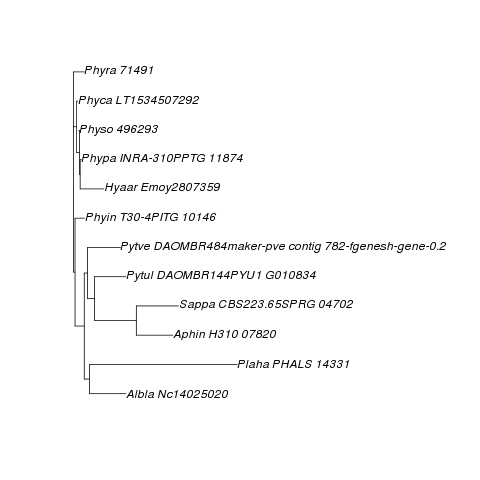 Phyra 71491
Phyca LT1534507292
Physo 496293
Phypa INRA-310PPTG 11874
Hyaar Emoy2807359
Phyin T30-4PITG 10146
Pytve DAOMBR484maker-pve contig 782-fgenesh-gene-0.2
Pytul DAOMBR144PYU1 G010834
Sappa CBS223.65SPRG 04702
Aphin H310 07820
Plaha PHALS 14331
Albla Nc14025020